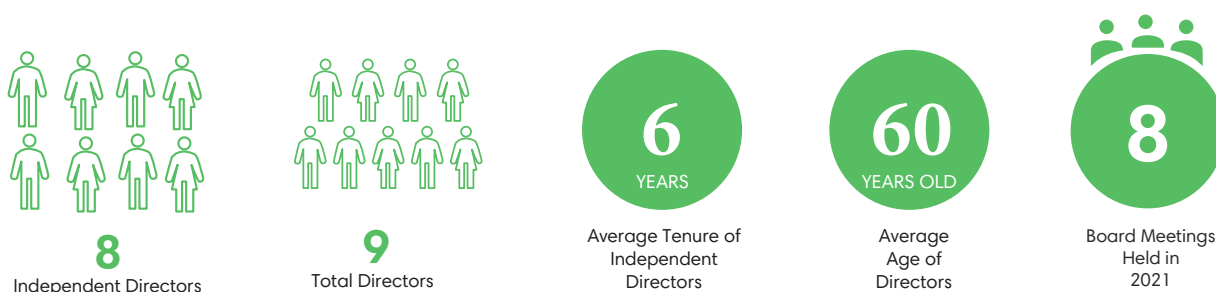 8
Independent Directors
9
Total Directors
6
YEARS
Average Tenure of
Independent
Directors
60
YEARS OLD
Average
Age of
Directors
8
Board Meetings
Held in
2021